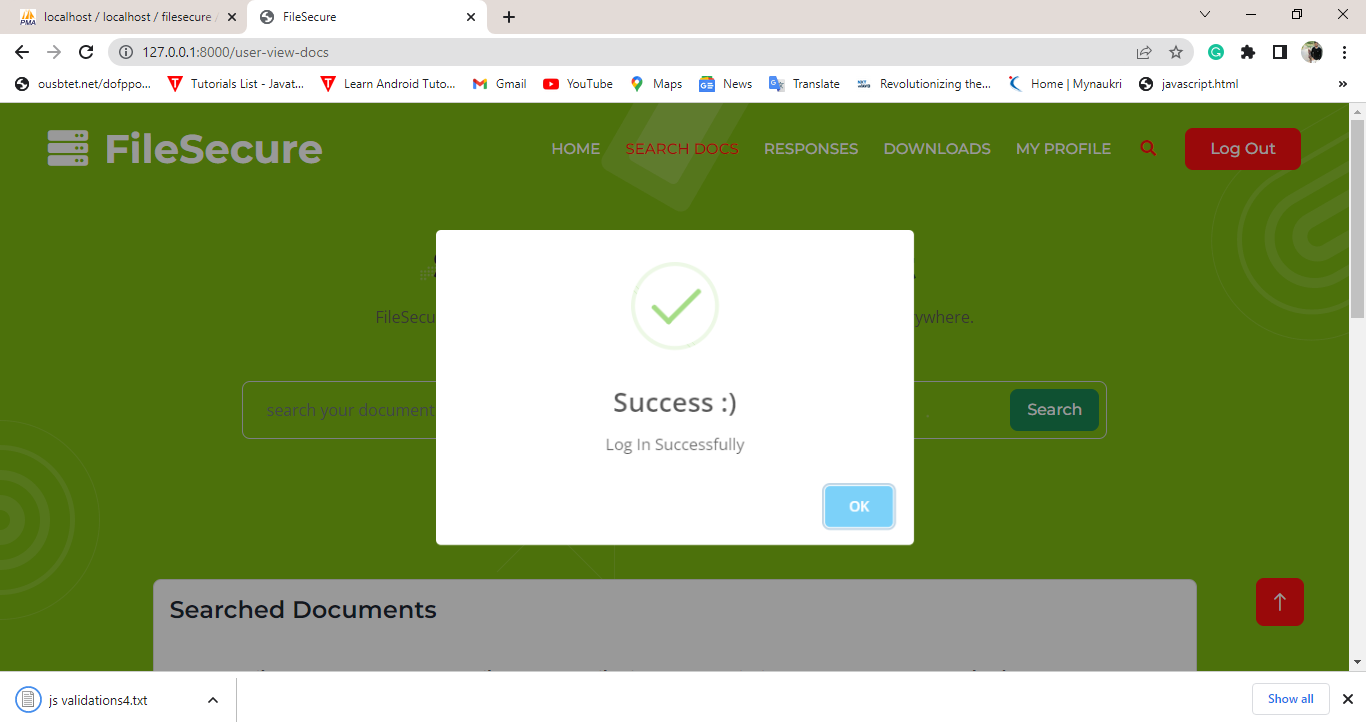 localhost / localhost / filesecure /
FileSecure
127.0.0.1:8000/user-view-docs
ousbtet.net/dofppo...
Tutorials List - Javat...
Learn Android Tuto...
Gmail
YouTube
Maps
News
Translate
Revolutionizing the...
Home | Mynaukri
javascript.html
»
FileSecure
HOME
SEARCH DOCS
RESPONSES
DOWNLOADS
MY PROFILE
Log Out
FileSecu
ywhere.
search your document
Search
Success :)
Log In Successfully
OK
Searched Documents
js validations4.txt
Show all